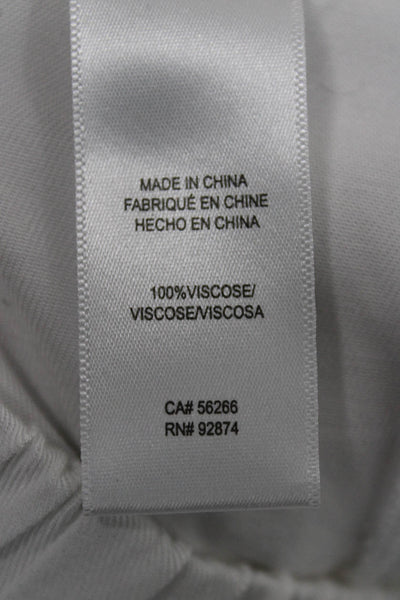 MADE IN CHINA
FABRIQUÉ EN CHINE
HECHO EN CHINA
100%VISCOSE/
VISCOSE/VISCOSA
CA# 56266
RN# 92874